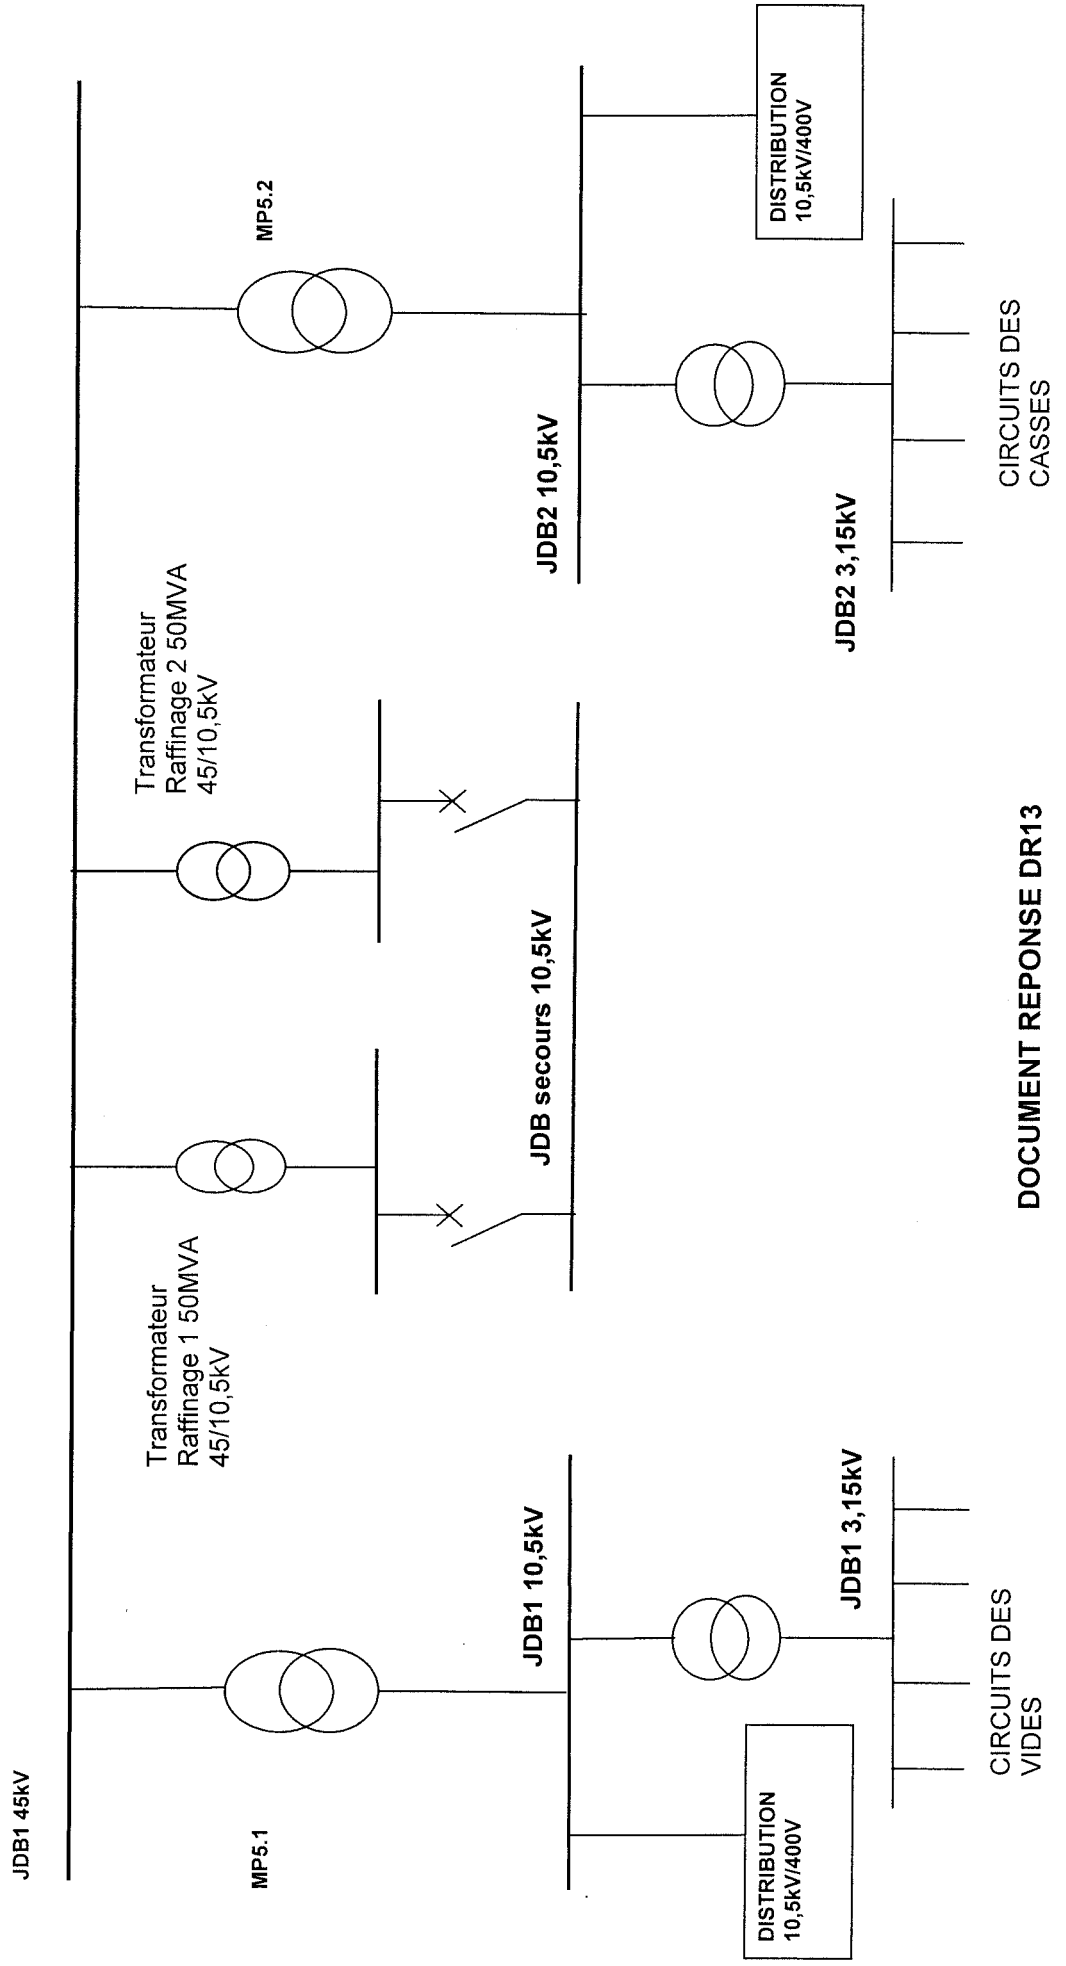 JDB1 45kV
MP5.1
Transformateur
Raffinage 1 50MVA
45/10,5kV
Transformateur
Raffinage 2 50MVA
45/10,5kV
MP5.2
JDB1 10,5kV
JDB secours 10,5kV
JDB2 10,5kV
DISTRIBUTION
10,5kV/400V
JDB1 3,15kV
JDB2 3,15kV
DISTRIBUTION
10,5kV/400V
CIRCUITS DES
VIDES
CIRCUITS DES
CASSES
DOCUMENT REPONSE DR13